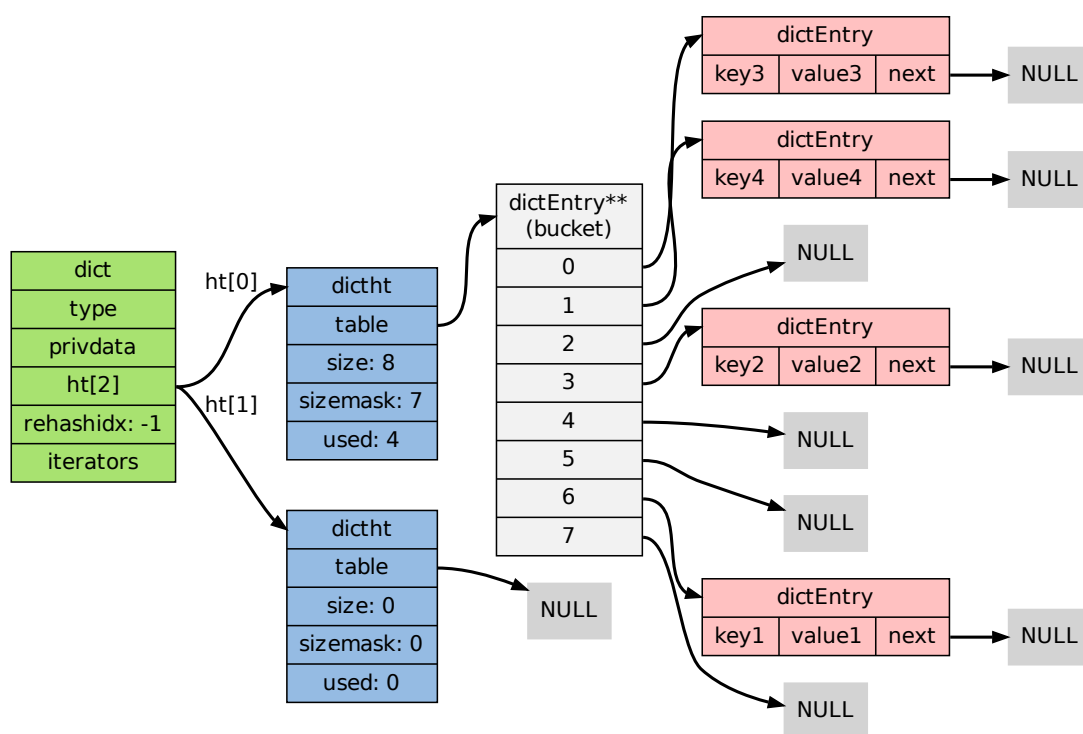 dict
type
privdata
ht[2]
rehashidx: -1
iterators
ht[0]
ht[1]
dictht
table
size: 8
sizemask: 7
used: 4
dictht
table
size: 0
sizemask: 0
used: 0
NULL
dictEntry**
(bucket)
0
1
2
3
4
5
6
7
dictEntry
key3 value3 next
NULL
dictEntry
key4 value4 next
NULL
NULL
dictEntry
key2 value2 next
NULL
NULL
NULL
dictEntry
key1 value1 next
NULL
NULL